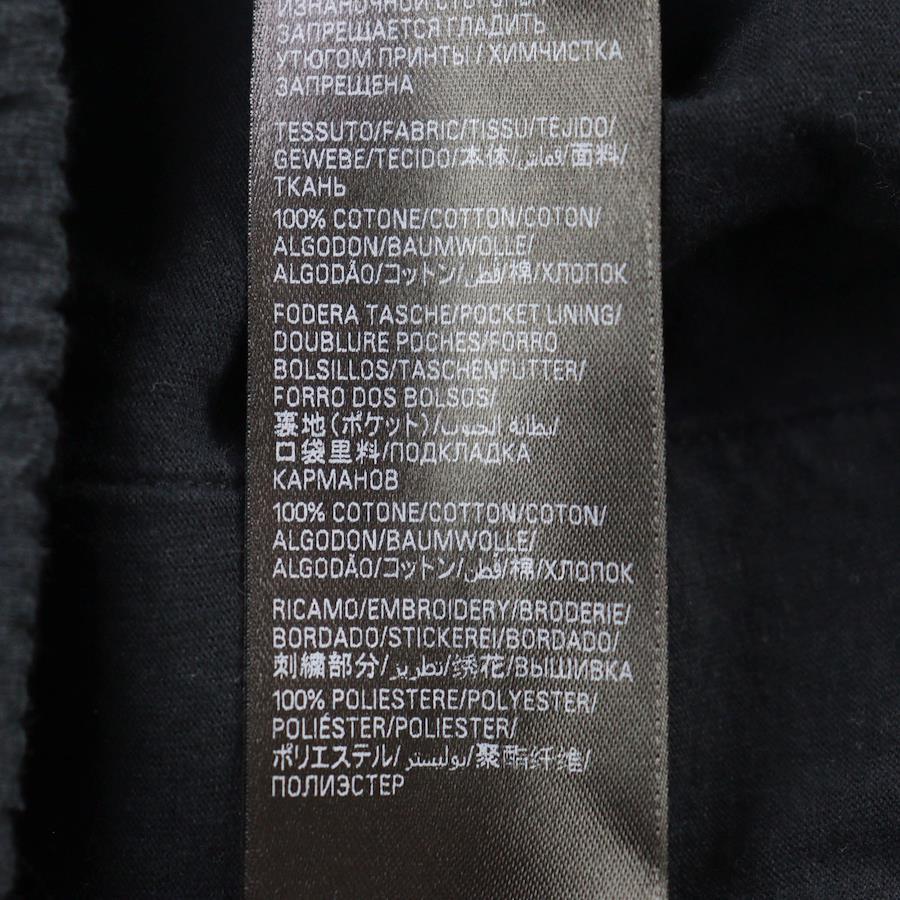 ИЗНАНОЧНОЙ СТОРОНЫ/
ЗАПРЕЩАЕТСЯ ГЛАДИТЬ
УТЮГОМ ПРИНТЫ / ХИМЧИСТКА
ЗАПРЕЩЕНА
TESSUTO/FABRIC/TISSU/TEJIDO/
GEWEBE/TECIDO/本体/قماش/面料/
ТКАНЬ
100% COTONE/COTTON/COTON/
ALGODON/BAUMWOLLE/
ALGODÃO/コットン/قطن/棉/ХЛОПОК
FODERA TASCHE/POCKET LINING/
DOUBLURE POCHES/FORRO
BOLSILLOS/TASCHENFUTTER/
FORRO DOS BOLSOS/
裏地(ポケット)/بطانة الجيوب/
口袋里料/ПОДКЛАДКА
КАРМАНОВ
100% COTONE/COTTON/COTON/
ALGODON/BAUMWOLLE/
ALGODÃO/コットン/قطن/棉/ХЛОПОК
RICAMO/EMBROIDERY/BRODERIE/
BORDADO/STICKEREI/BORDADO/
刺繍部分/تطريز/绣花/ВЫШИВКА
100% POLIESTERE/POLYESTER/
POLIÉSTER/POLIESTER/
ポリエステル/بوليستر/聚酯纤维/
ПОЛИЭСТЕР